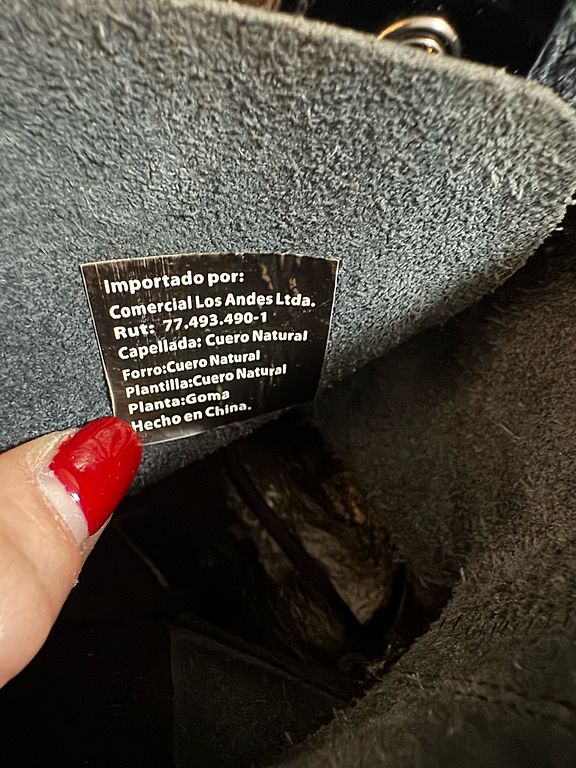 Importado por:
Comercial Los Andes Ltda.
Rut: 77.493.490-1
Capellada: Cuero Natural
Forro:Cuero Natural
Plantilla:Cuero Natural
Planta:Goma
Hecho en China.